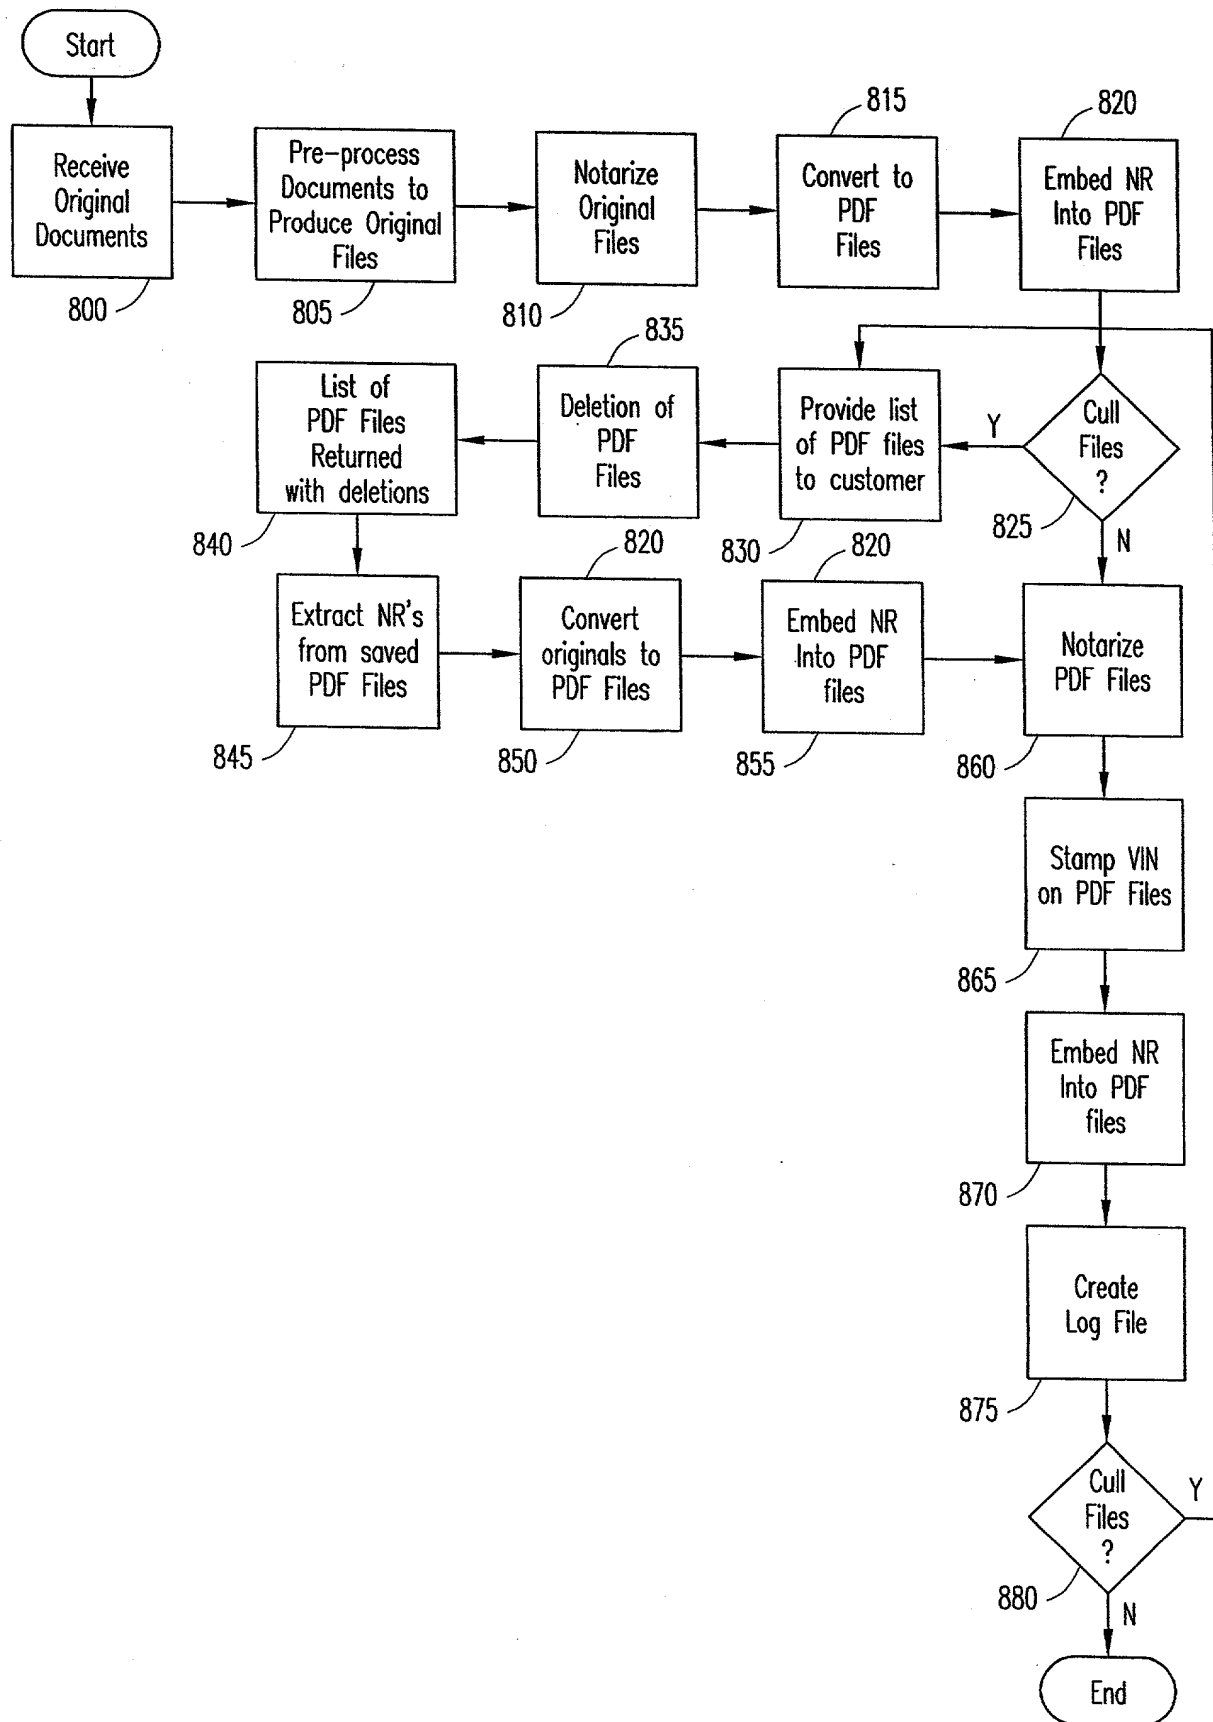 Start
Receive
Original
Documents
800
Pre-process
Documents to
Produce Original
Files
805
Notarize
Original
Files
810
815
Convert to
PDF
Files
820
Embed NR
Into PDF
Files
Cull
Files
?
825
Y
N
Provide list
of PDF files
to customer
830
835
Deletion of
PDF
Files
List of
PDF Files
Returned
with deletions
840
Extract NR's
from saved
PDF Files
845
820
Convert
originals to
PDF Files
850
820
Embed NR
Into PDF
files
855
Notarize
PDF Files
860
Stamp VIN
on PDF Files
865
Embed NR
Into PDF
files
870
Create
Log File
875
Cull
Files
?
880
Y
N
End